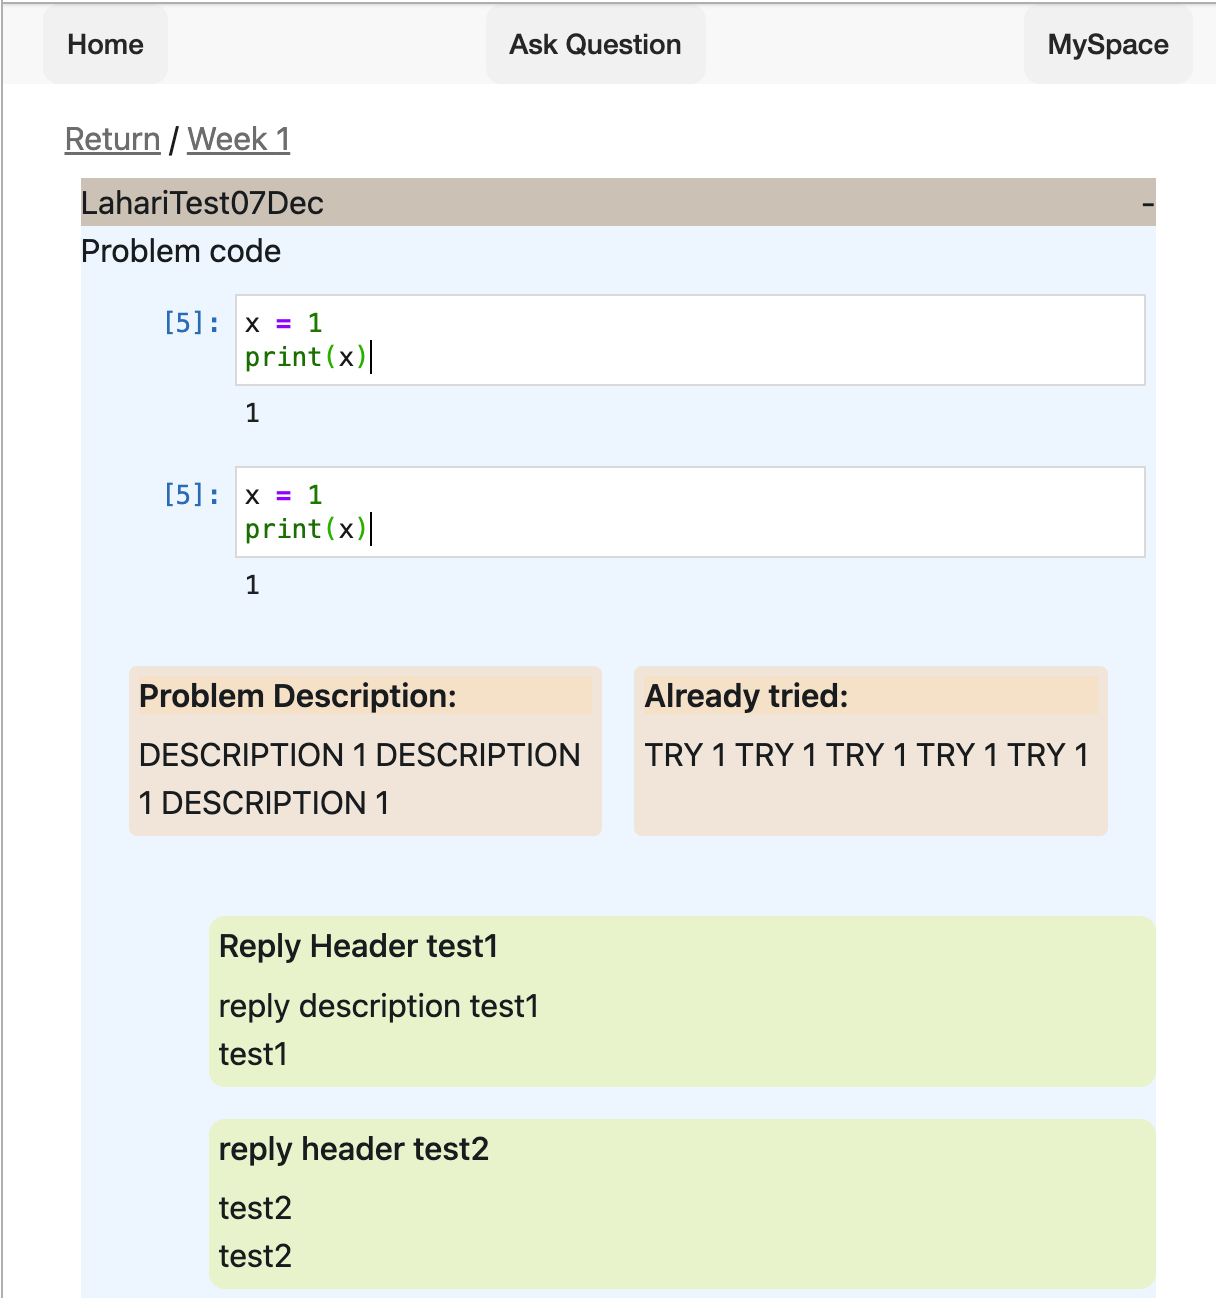 Home
Ask Question
MySpace
Return / Week 1
LahariTest07Dec -
Problem code
[5]: x = 1
print(x)
1
[5]: x = 1
print(x)
1
Problem Description:
DESCRIPTION 1 DESCRIPTION
1 DESCRIPTION 1
Already tried:
TRY 1 TRY 1 TRY 1 TRY 1 TRY 1
Reply Header test1
reply description test1
test1
reply header test2
test2
test2